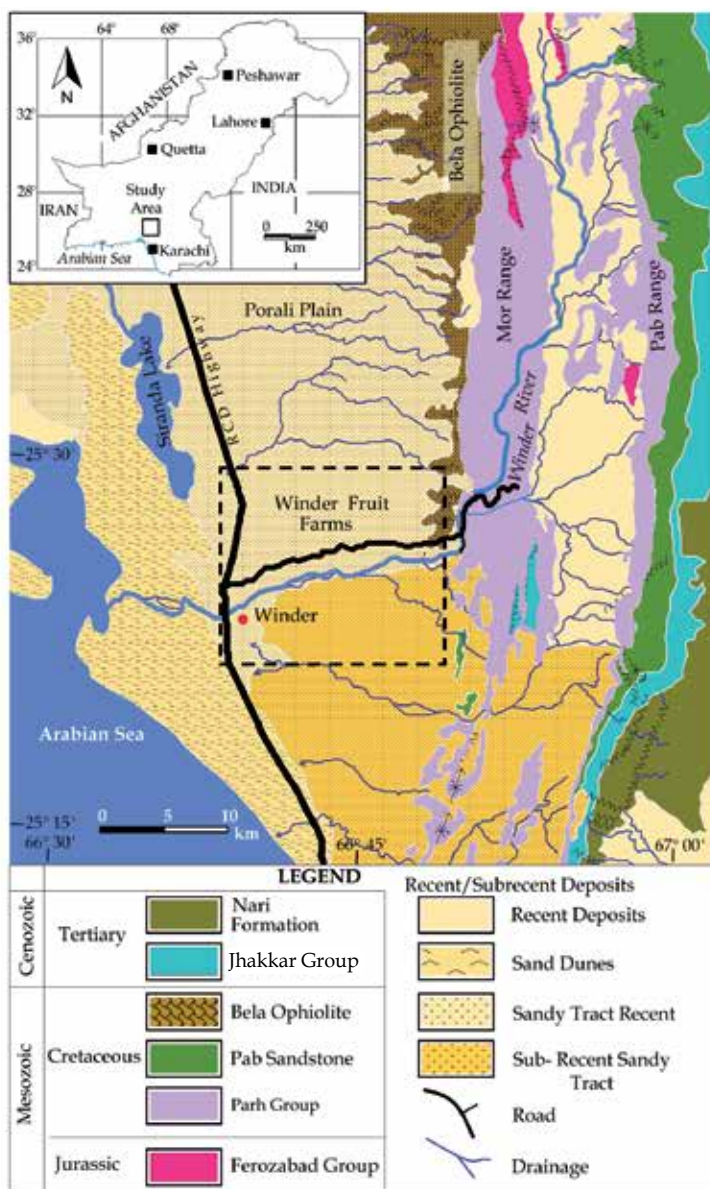 64°
68°
36°
32°
28°
24°
N
AFGHANISTAN
Peshawar
Lahore
Quetta
Study
Area
INDIA
IRAN
0 250
km
Arabian Sea
Karachi
Bela Ophiolite
Mor Range
Pab Range
Porali Plain
RCD Highway
Siranda Lake
Winder River
25° 30'
Winder Fruit
Farms
Winder
Arabian Sea
25° 15'
0 5 10
km
66° 30'
66° 45'
67° 00'
LEGEND
Cenozoic
Tertiary
Nari
Formation
Jhakkar Group
Mesozoic
Cretaceous
Bela Ophiolite
Pab Sandstone
Parh Group
Jurassic
Ferozabad Group
Recent/Subrecent Deposits
Recent Deposits
Sand Dunes
Sandy Tract Recent
Sub- Recent Sandy
Tract
Road
Drainage